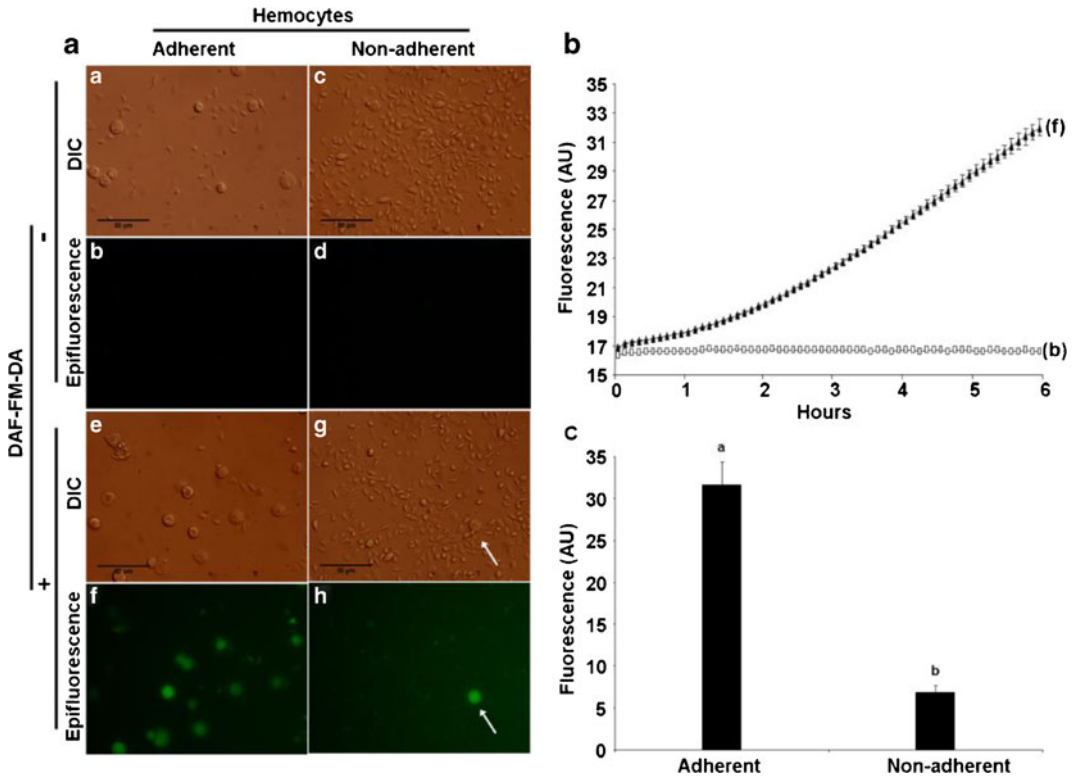 Hemocytes
Adherent
Non-adherent
a
a
c
DIC
-
b
d
Epifluorescence
DAF-FM-DA
e
g
DIC
+
f
h
Epifluorescence
b
35
33
31
29
27
25
23
21
19
17
15
Fluorescence (AU)
(f)
(b)
0 1 2 3 4 5 6
Hours
c
35
30
25
20
15
10
5
0
Fluorescence (AU)
a
b
Adherent
Non-adherent